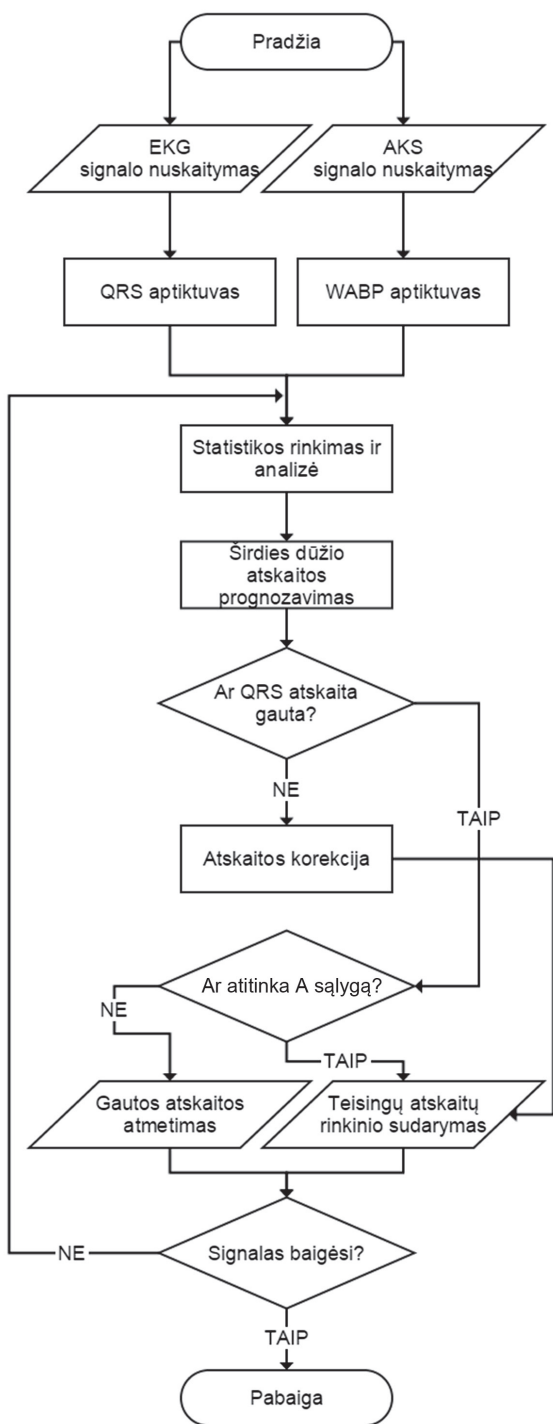 Pradžia
EKG
signalo nuskaitymas
AKS
signalo nuskaitymas
QRS aptiktuvas
WABP aptiktuvas
Statistikos rinkimas ir
analizė
Širdies dūžio
atskaitos
prognozavimas
Ar QRS atskaita
gauta?
NE
TAIP
Atskaitos korekcija
Ar atitinka A sąlygą?
NE
TAIP
Gautos atskaitos
atmetimas
Teisingų atskaitų
rinkinio sudarymas
NE
Signalas baigėsi?
TAIP
Pabaiga